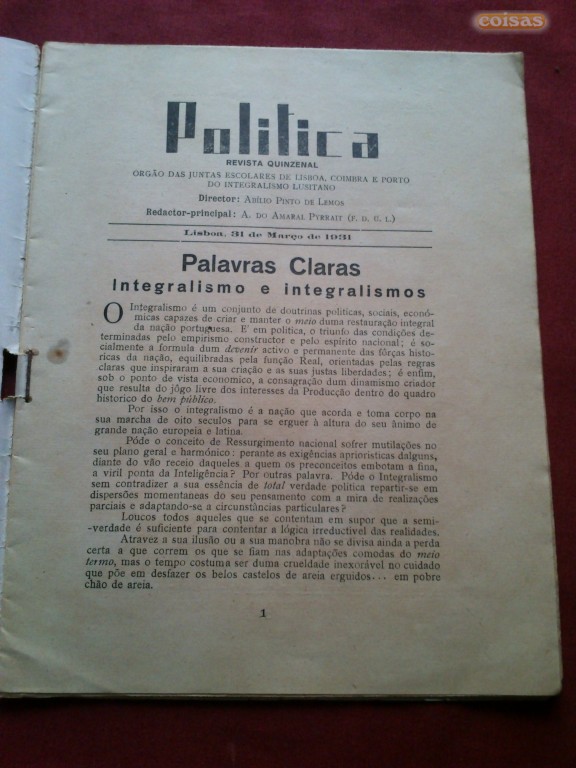 coisas
Politica
REVISTA QUINZENAL
ORGÃO DAS JUNTAS ESCOLARES DE LISBOA, COIMBRA E PORTO
DO INTEGRALISMO LUSITANO
Director: ABÍLIO PINTO DE LEMOS
Redactor-principal: A. DO AMARAL PYRRAIT (F. D. C. L.)
Lisboa, 31 de Março de 1931
Palavras Claras
Integralismo e integralismos
O Integralismo é um conjunto de doutrinas politicas, sociais, econó-
micas capazes de criar e manter o meio duma restauração integral
da nação portuguesa. E' em politica, o triunfo das condições de-
terminadas pelo empirismo constructor e pelo espirito nacional; é so-
cialmente a formula dum devenir activo e permanente das fôrças histo-
ricas da nação, equilibradas pela função Real, orientadas pelas regras
claras que inspiraram a sua criação e as suas justas liberdades; é enfim,
sob o ponto de vista economico, a consagração dum dinamismo criador
que resulta do jôgo livre dos interesses da Producção dentro do quadro
historico do bem público.
Por isso o integralismo é a nação que acorda e toma corpo na
sua marcha de oito seculos para se erguer à altura do seu ânimo de
grande nação europeia e latina.
Póde o conceito de Ressurgimento nacional sofrer mutilações no
seu plano geral e harmónico: perante as exigências aprioristicas dalguns,
diante do vão receio daqueles a quem os preconceitos embotam a fina,
a viril ponta da Inteligência? Por outras palavra. Póde o Integralismo
sem contradizer a sua essência de total verdade politica repartir-se em
dispersões momentaneas do seu pensamento com a mira de realizações
parciais e adaptando-se a circunstâncias particulares?
Loucos todos aqueles que se contentam em supor que a semi-
-verdade é suficiente para contentar a lógica irreductivel das realidades.
Atravez a sua ilusão ou a sua manobra não se divisa ainda a perda
certa a que correm os que se fiam nas adaptações comodas do meio
termo, mas o tempo costuma ser duma crueldade inexorável no cuidado
que põe em desfazer os belos castelos de areia erguidos... em pobre
chão de areia.
1